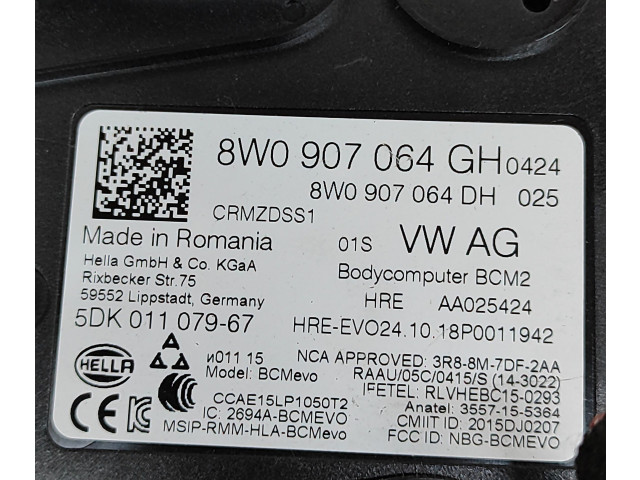 8W0 907 064 GH 0424
8W0 907 064 DH 025
CRMZDSS1
Made in Romania 01S VW AG
Hella GmbH & Co. KGaA Bodycomputer BCM2
Rixbecker Str.75
59552 Lippstadt, Germany HRE AA025424
5DK 011 079-67 HRE-EVO24.10.18P0011942
HELLA
и011 15 NCA APPROVED: 3R8-8M-7DF-2AA
Model: BCMevo RAAU/05C/0415/S (14-3022)
IFETEL: RLVHEBC15-0293
CCAE15LP1050T2 Anatel: 3557-15-5364
IC: 2694A-BCMEVO CMIIT ID: 2015DJ0207
MSIP-RMM-HLA-BCMevo FCC ID: NBG-BCMEVO
CE